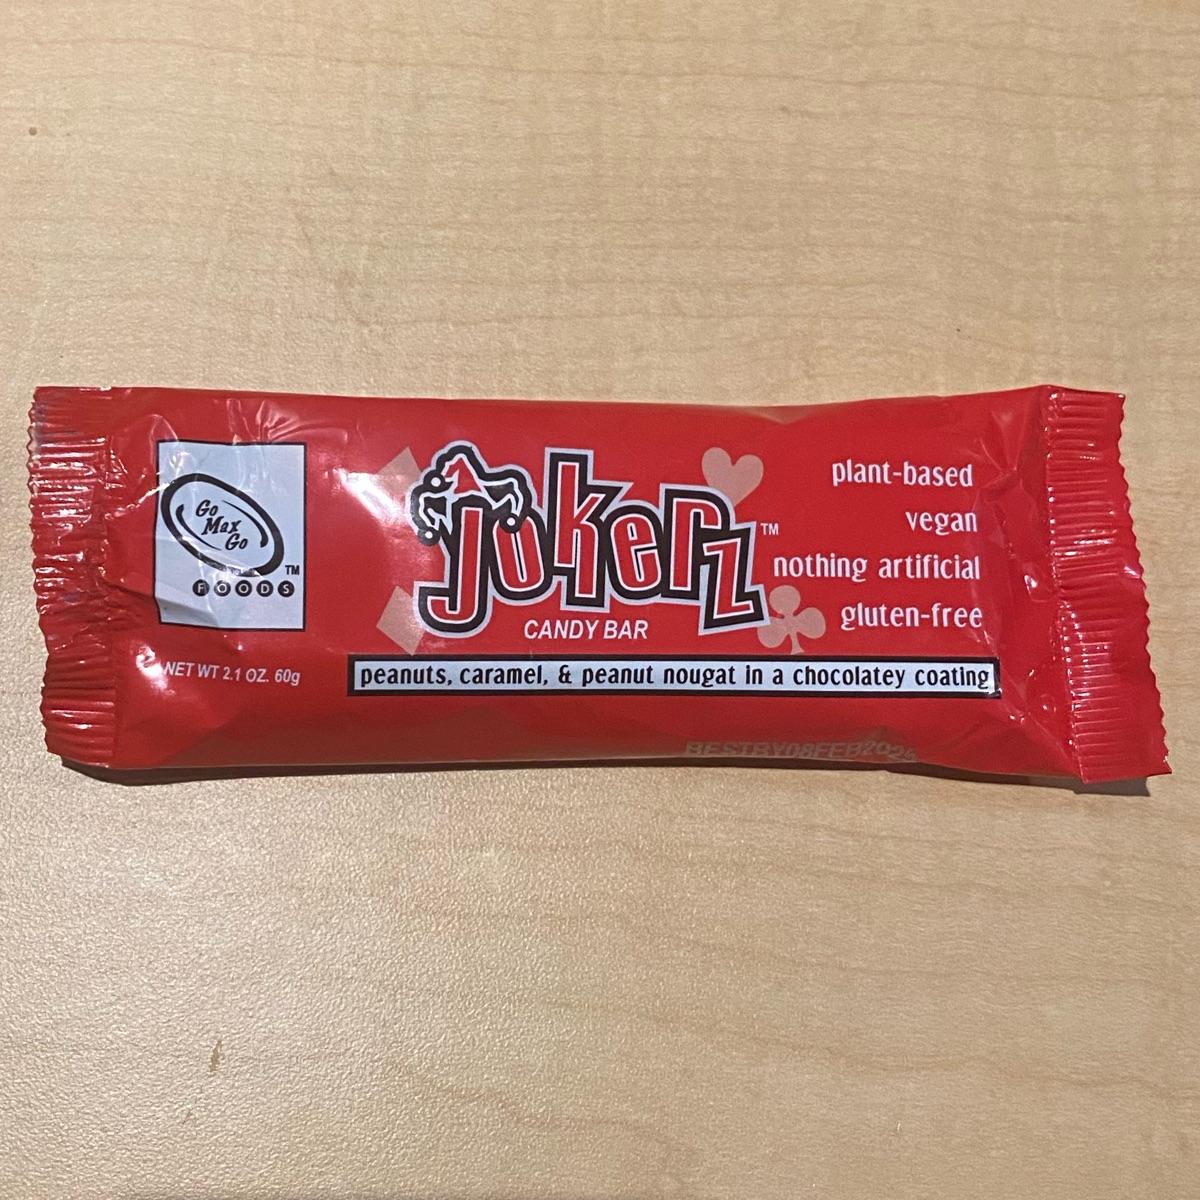 Go
Max
Go
TM
FOODS
NET WT 2.1 OZ. 60g
Jokerz
TM
CANDY BAR
plant-based
vegan
nothing artificial
gluten-free
peanuts, caramel, & peanut nougat in a chocolatey coating
BESTBY08FEB2025